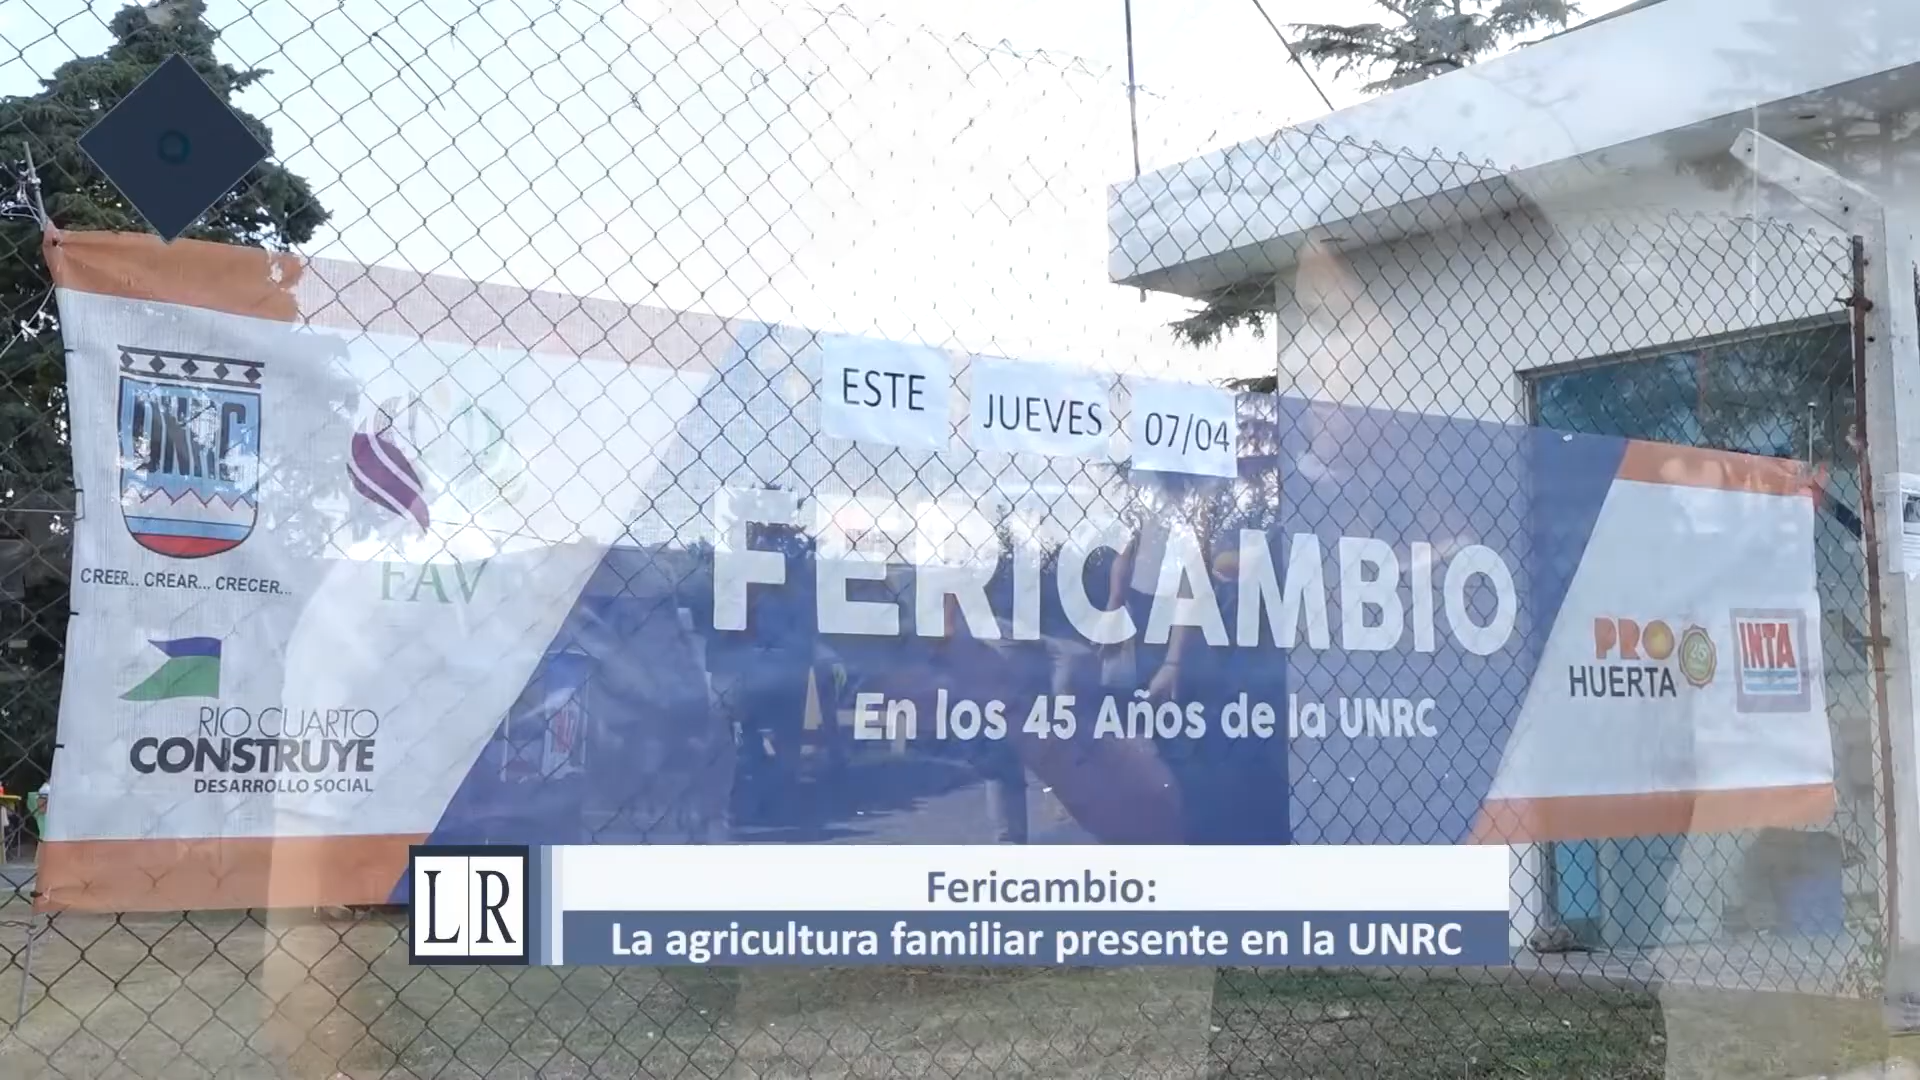 ESTE JUEVES 07/04
UNRC
CREER... CREAR... CRECER...
FAV
RIO CUARTO
CONSTRUYE
DESARROLLO SOCIAL
FERICAMBIO
En los 45 Años de la UNRC
PRO
HUERTA
INTA
LR
Fericambio:
La agricultura familiar presente en la UNRC